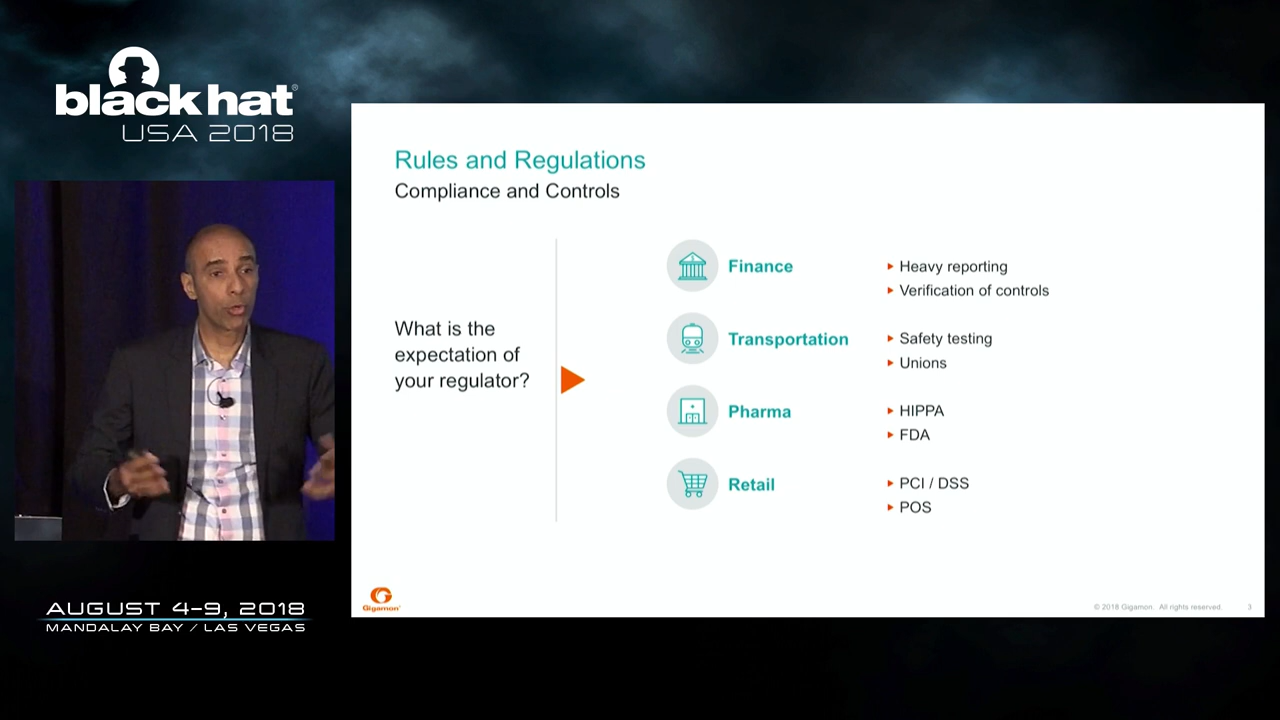 black hat®
USA 2018
Rules and Regulations
Compliance and Controls
What is the
expectation of
your regulator?
Finance
Heavy reporting
Verification of controls
Transportation
Safety testing
Unions
Pharma
HIPPA
FDA
Retail
PCI / DSS
POS
Gigamon®
© 2018 Gigamon. All rights reserved.
3
AUGUST 4-9, 2018
MANDALAY BAY / LAS VEGAS